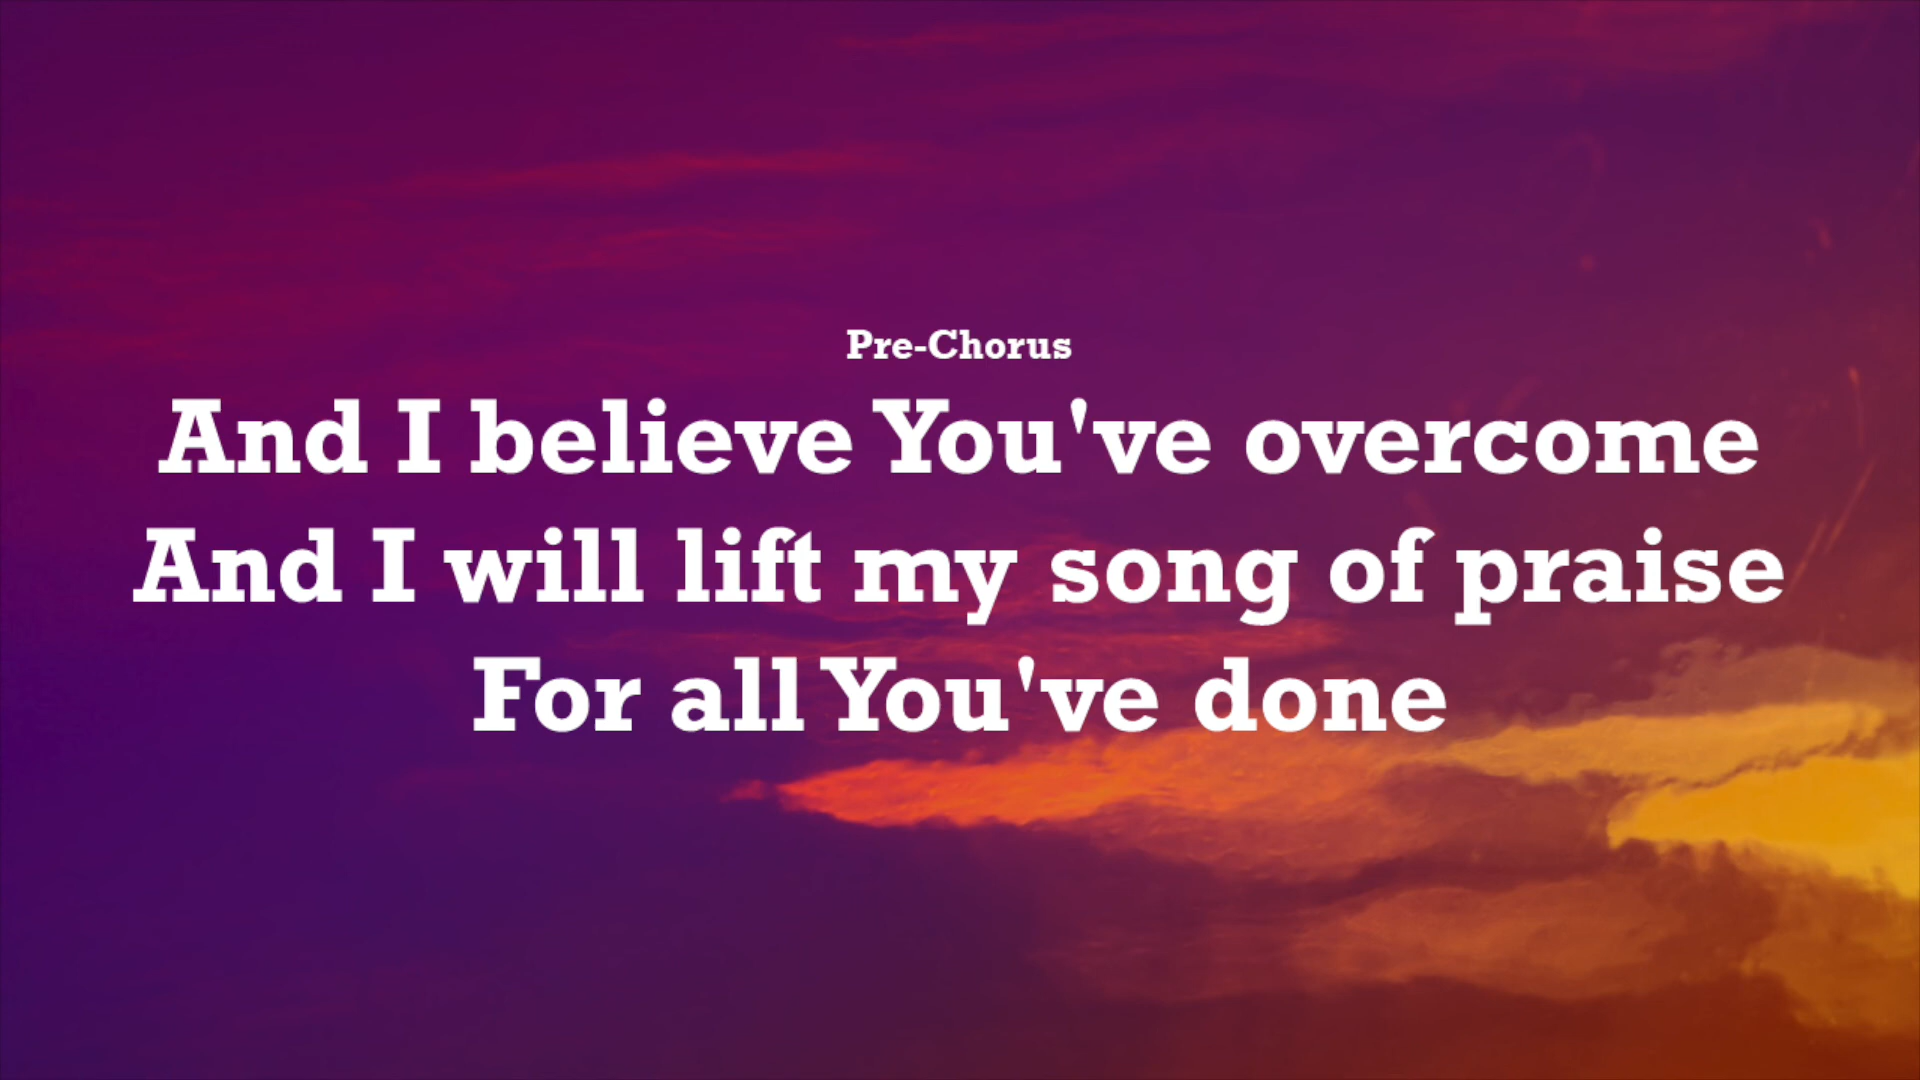 Pre-Chorus
And I believe You've overcome
And I will lift my song of praise
For all You've done